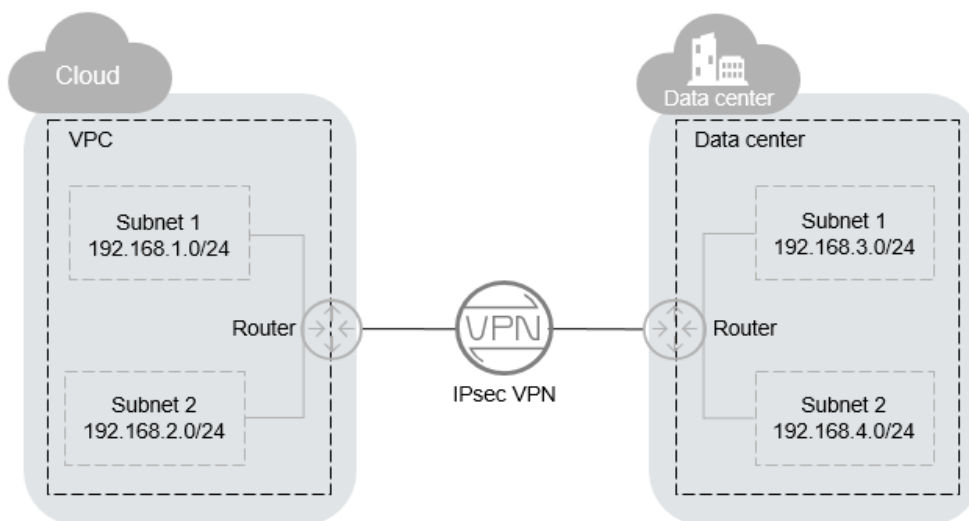 Cloud
VPC
Subnet 1
192.168.1.0/24
Router
Subnet 2
192.168.2.0/24
VPN
IPsec VPN
Data center
Data center
Subnet 1
192.168.3.0/24
Router
Subnet 2
192.168.4.0/24